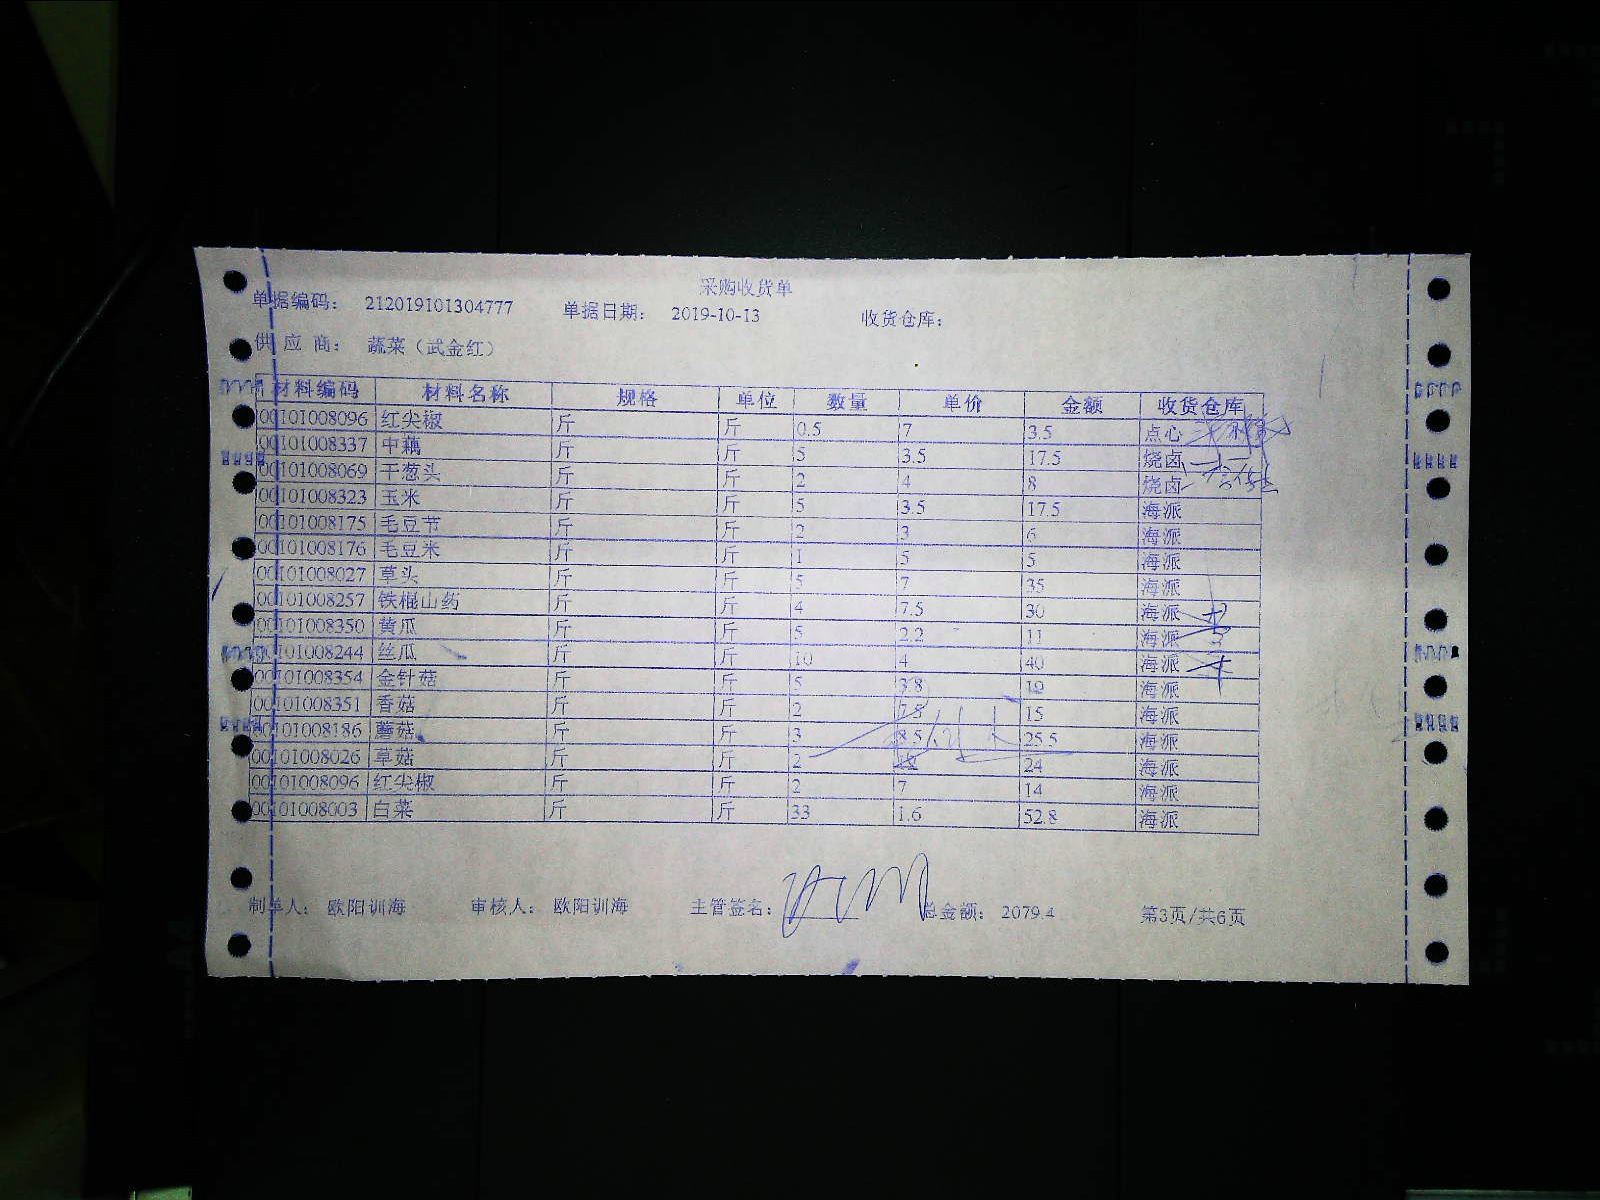 采购收货单
单据编码： 212019101304777 单据日期： 2019-10-13 收货仓库：
供 应 商： 蔬菜（武金红）
材料编码 材料名称 规格 单位 数量 单价 金额 收货仓库
00101008096 红尖椒 斤 斤 0.5 7 3.5 点心
00101008337 中藕 斤 斤 5 3.5 17.5 烧卤
00101008069 干葱头 斤 斤 2 4 8 烧卤
00101008323 玉米 斤 斤 5 3.5 17.5 海派
00101008175 毛豆节 斤 斤 2 3 6 海派
00101008176 毛豆米 斤 斤 1 5 5 海派
00101008027 草头 斤 斤 5 7 35 海派
00101008257 铁棍山药 斤 斤 4 7.5 30 海派
00101008350 黄瓜 斤 斤 5 2.2 11 海派
00101008244 丝瓜 斤 斤 10 4 40 海派
00101008354 金针菇 斤 斤 5 3.8 19 海派
00101008351 香菇 斤 斤 2 7.5 15 海派
00101008186 蘑菇 斤 斤 3 8.5 25.5 海派
00101008026 草菇 斤 斤 2 12 24 海派
00101008096 红尖椒 斤 斤 2 7 14 海派
00101008003 白菜 斤 斤 33 1.6 52.8 海派
制单人： 欧阳训海 审核人： 欧阳训海 主管签名： 总金额： 2079.4 第3页/共6页